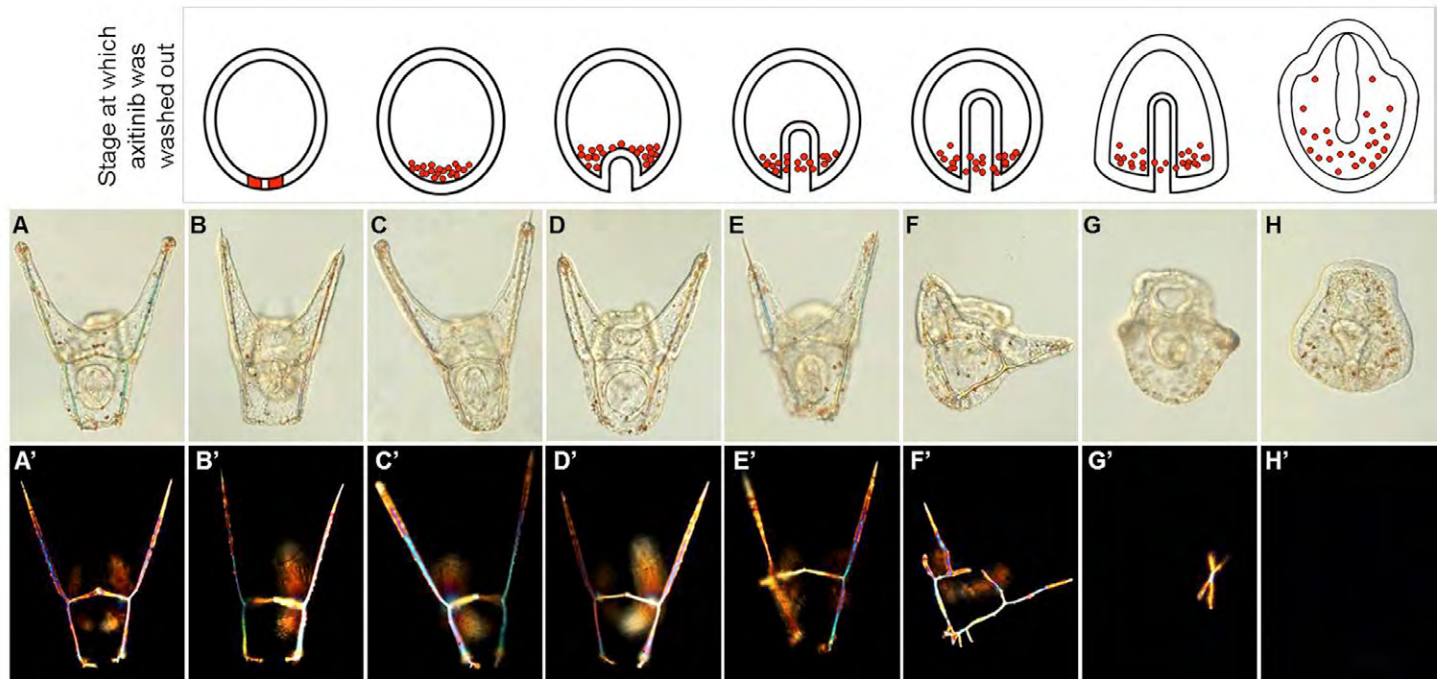 Stage at which
axitinib was
washed out
A
B
C
D
E
F
G
H
A’
B’
C’
D’
E’
F’
G’
H’